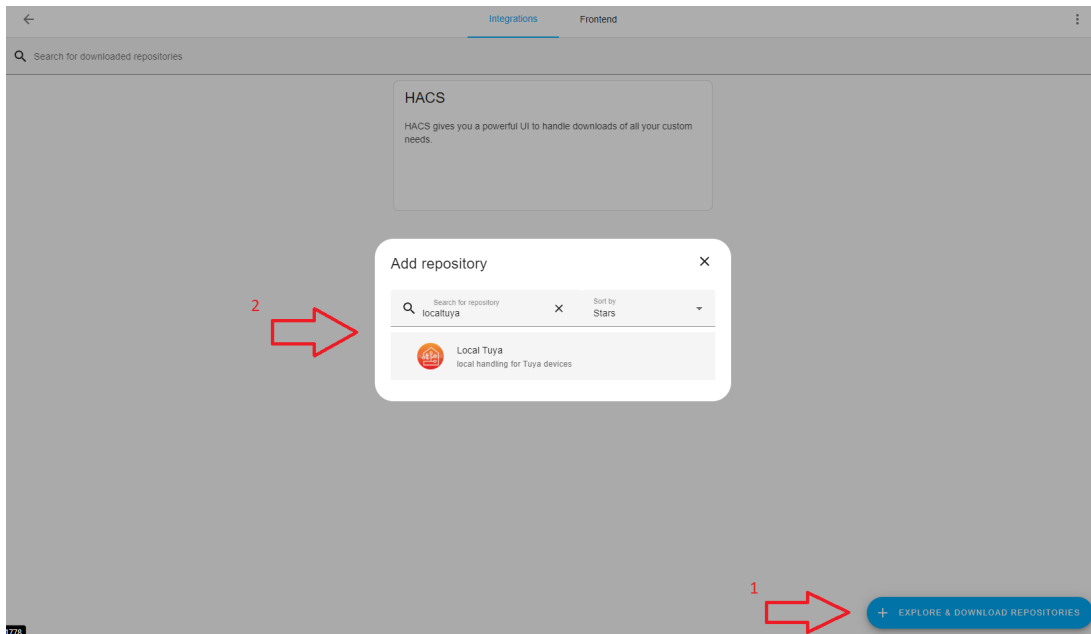 Integrations Frontend
Search for downloaded repositories
HACS
HACS gives you a powerful UI to handle downloads of all your custom
needs.
Add repository
Search for repository
localtuya
Sort by
Stars
Local Tuya
local handling for Tuya devices
2
1
EXPLORE & DOWNLOAD REPOSITORIES
1778